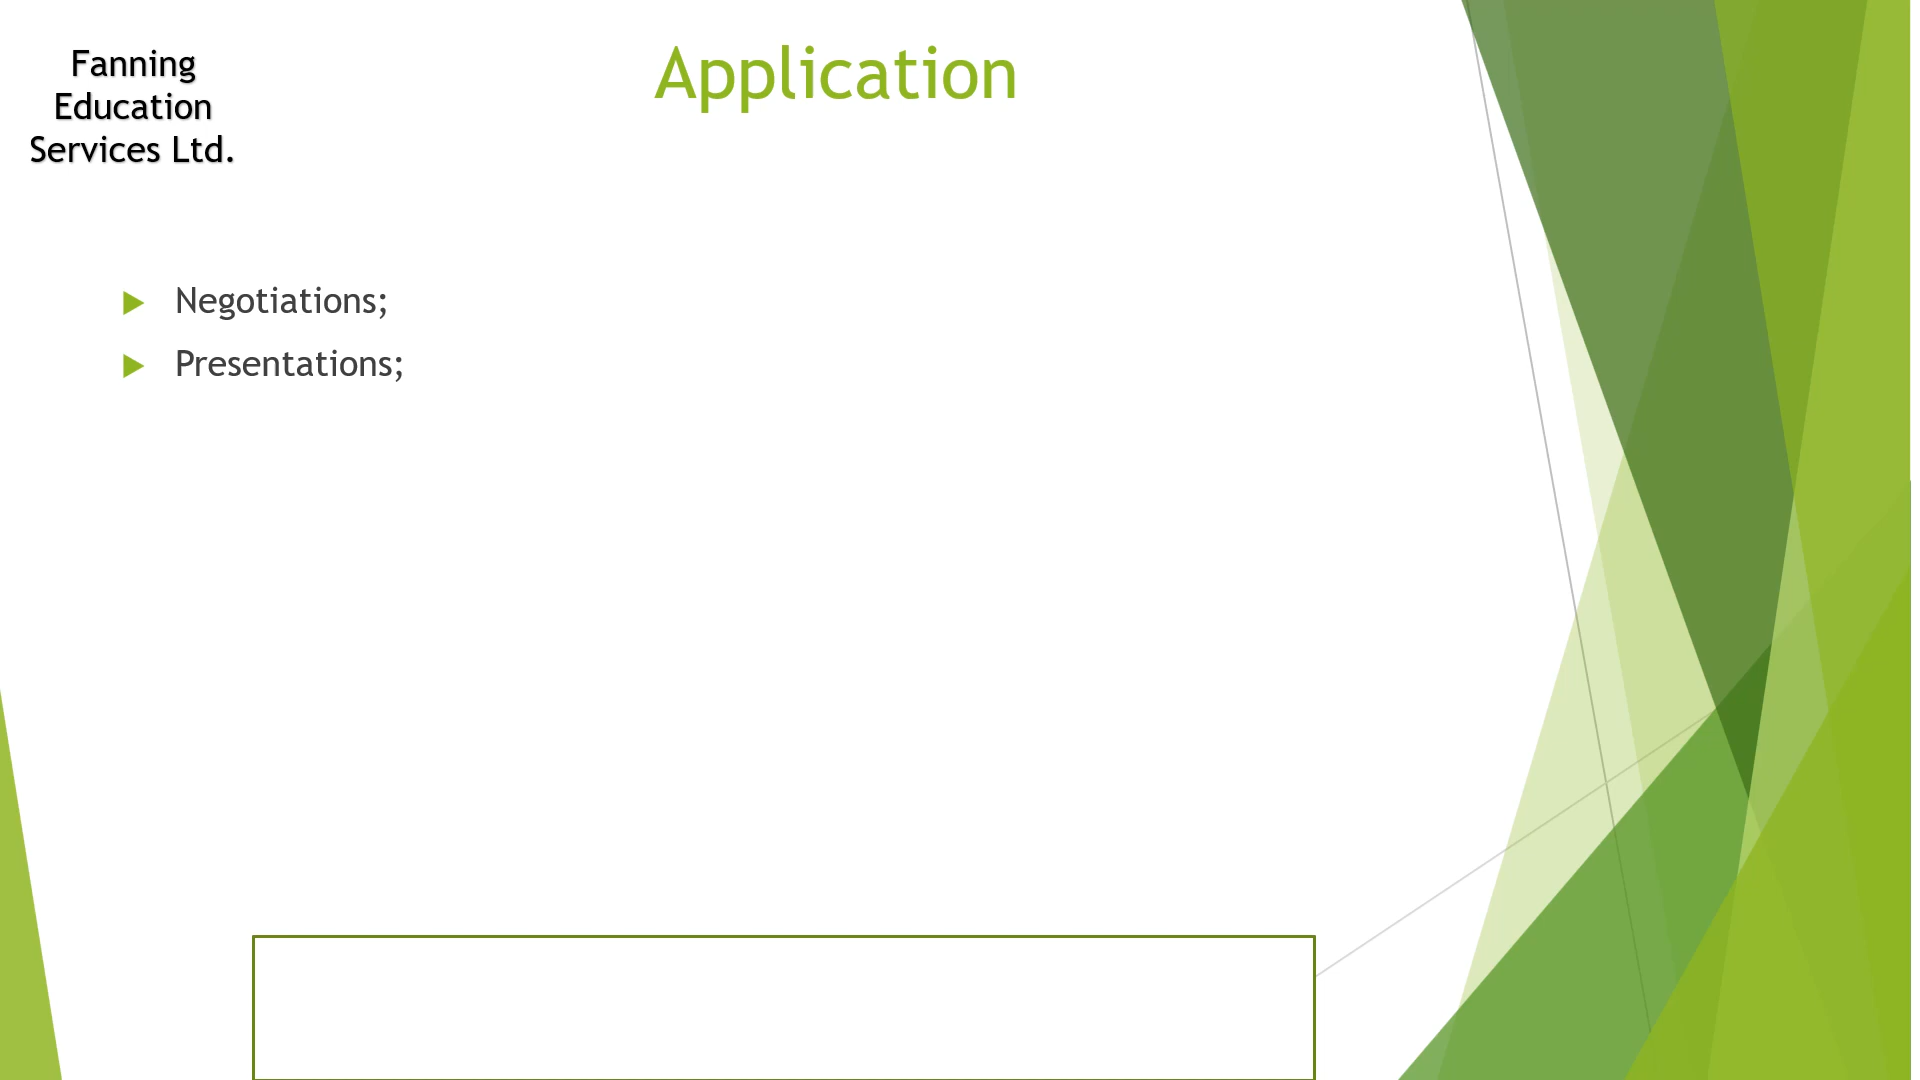 Fanning
Education
Services Ltd.
Application
Negotiations;
Presentations;